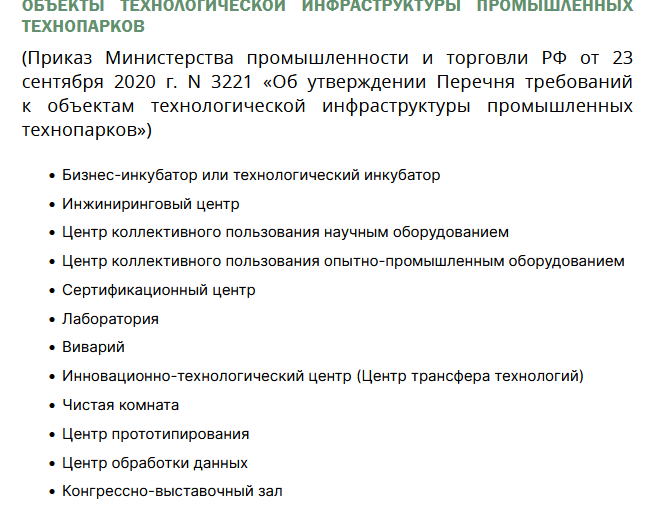 ОБЪЕКТЫ ТЕХНОЛОГИЧЕСКОЙ ИНФРАСТРУКТУРЫ ПРОМЫШЛЕННЫХ
ТЕХНОПАРКОВ
(Приказ Министерства промышленности и торговли РФ от 23
сентября 2020 г. N 3221 «Об утверждении Перечня требований
к объектам технологической инфраструктуры промышленных
технопарков»)
• Бизнес-инкубатор или технологический инкубатор
• Инжиниринговый центр
• Центр коллективного пользования научным оборудованием
• Центр коллективного пользования опытно-промышленным оборудованием
• Сертификационный центр
• Лаборатория
• Виварий
• Инновационно-технологический центр (Центр трансфера технологий)
• Чистая комната
• Центр прототипирования
• Центр обработки данных
• Конгрессно-выставочный зал